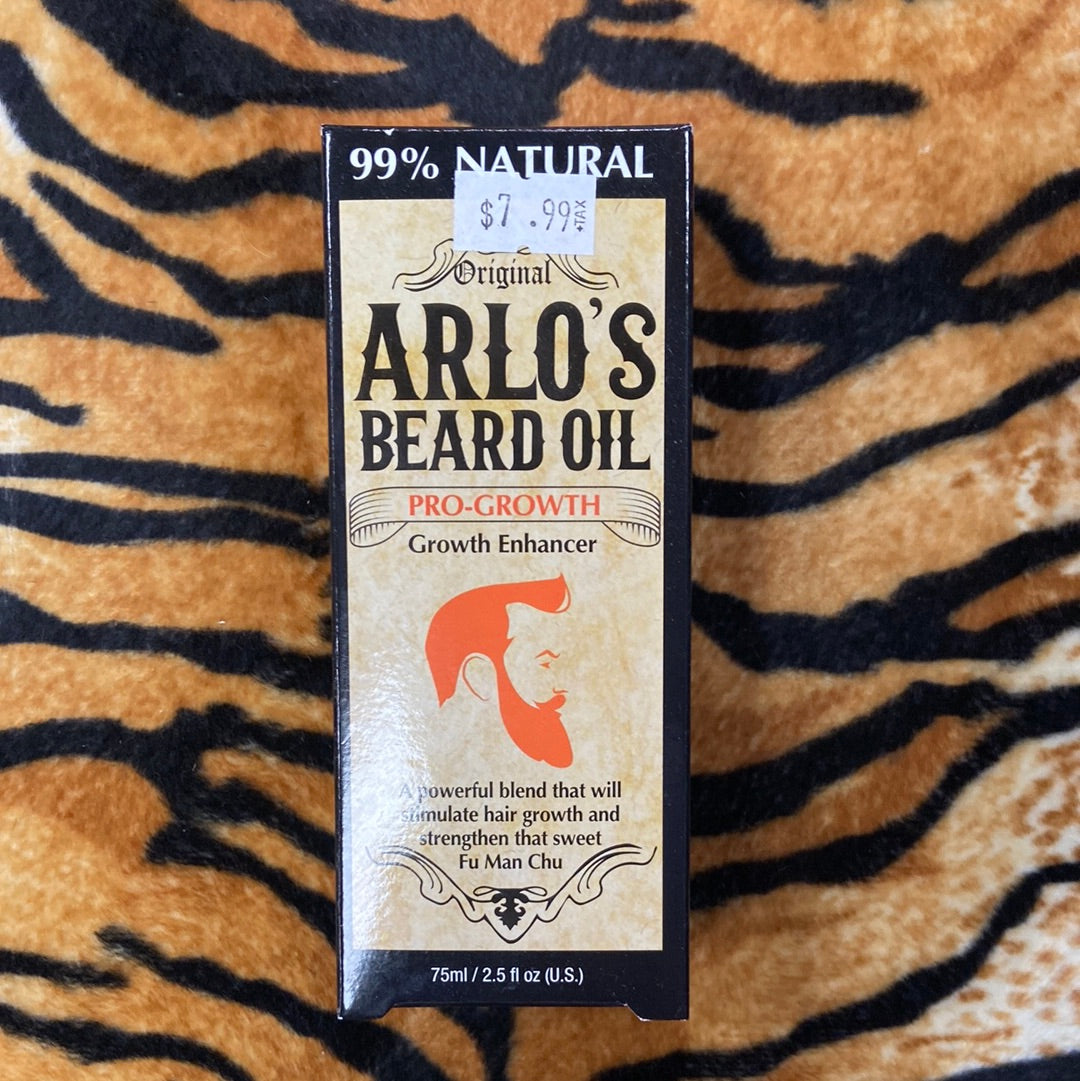 99% NATURAL
$7.99 +TAX
Original
ARLO'S
BEARD OIL
PRO-GROWTH
Growth Enhancer
A powerful blend that will
stimulate hair growth and
strengthen that sweet
Fu Man Chu
75ml / 2.5 fl oz (U.S.)